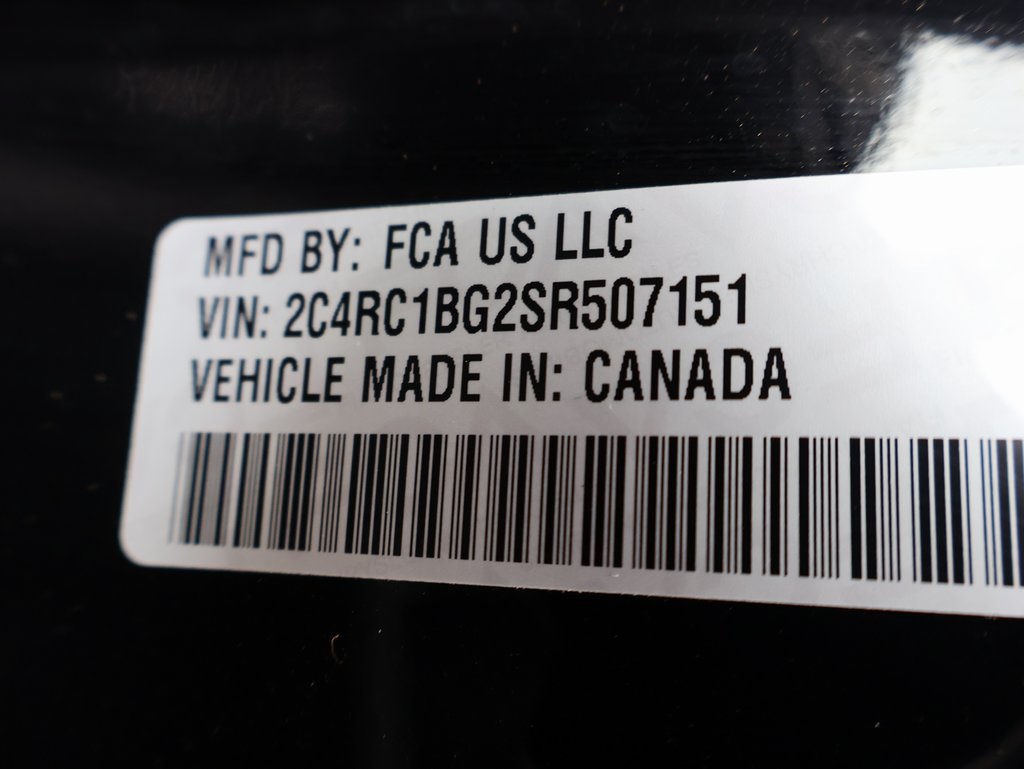 MFD BY: FCA US LLC
VIN: 2C4RC1BG2SR507151
VEHICLE MADE IN: CANADA